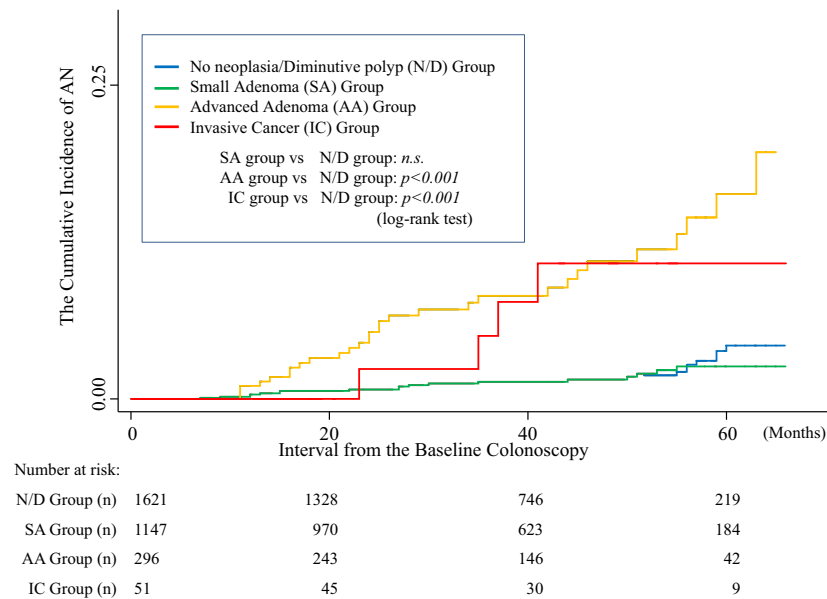 The Cumulative Incidence of AN
0.25
0.00
No neoplasia/Diminutive polyp (N/D) Group
Small Adenoma (SA) Group
Advanced Adenoma (AA) Group
Invasive Cancer (IC) Group
SA group vs N/D group: n.s.
AA group vs N/D group: p<0.001
IC group vs N/D group: p<0.001
(log-rank test)
0 20 40 60 (Months)
Interval from the Baseline Colonoscopy
Number at risk:
N/D Group (n) 1621 1328 746 219
SA Group (n) 1147 970 623 184
AA Group (n) 296 243 146 42
IC Group (n) 51 45 30 9